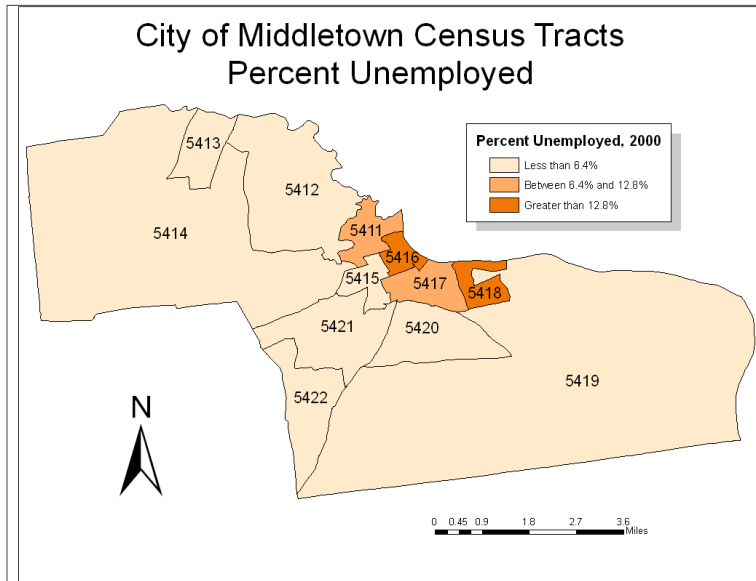 City of Middletown Census Tracts
Percent Unemployed
Percent Unemployed, 2000
Less than 6.4%
Between 6.4% and 12.8%
Greater than 12.8%
5413
5412
5414
5411
5416
5415
5417
5418
5421
5420
5419
5422
N
0 0.45 0.9 1.8 2.7 3.6
Miles